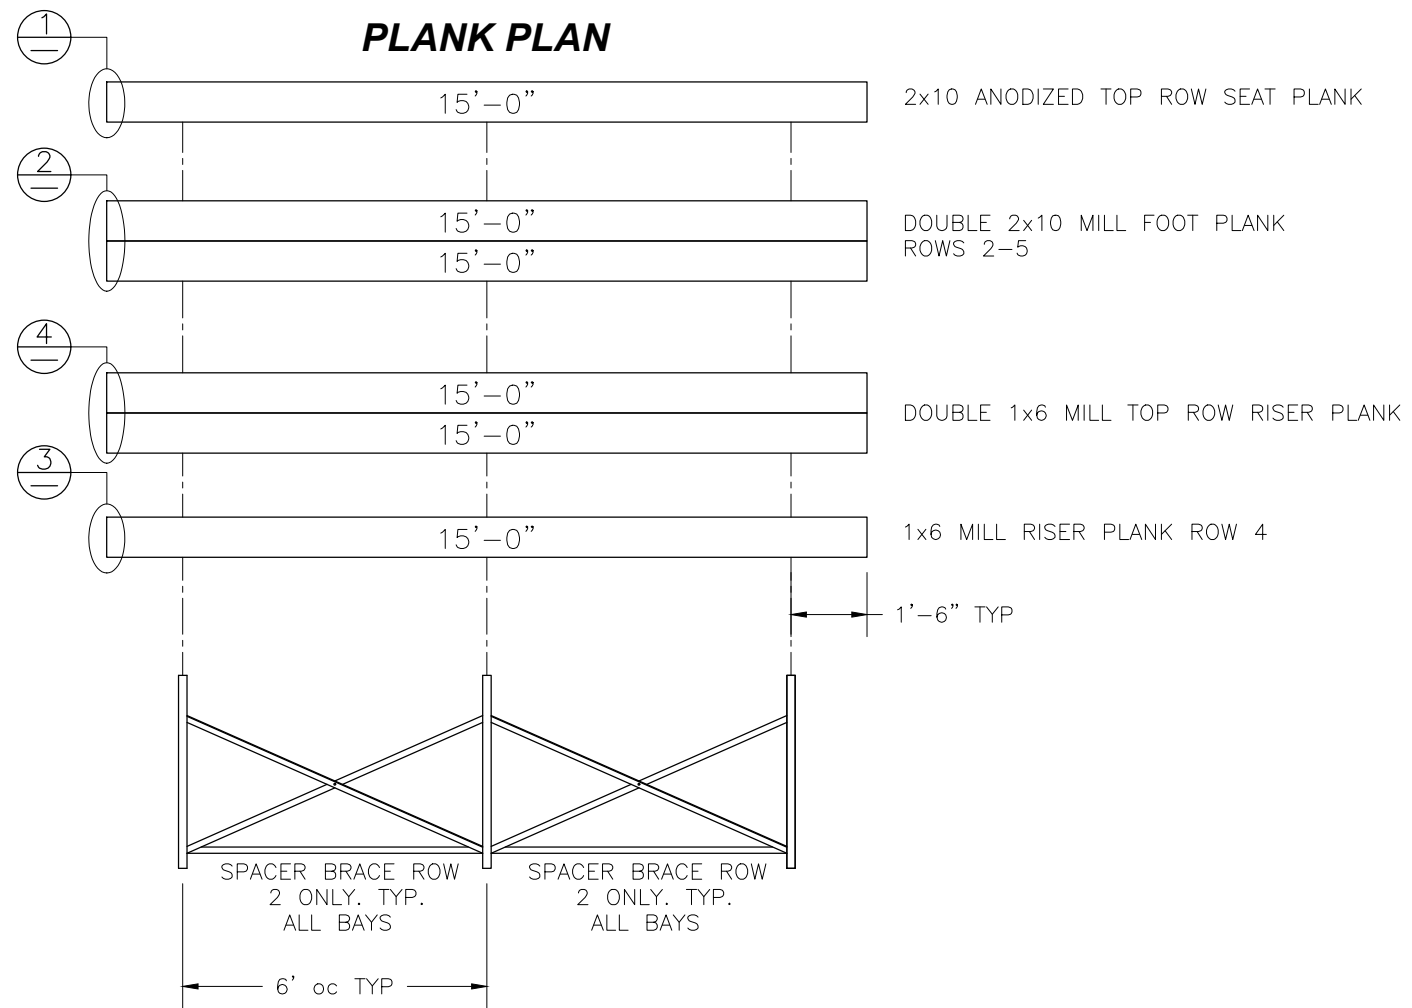 PLANK PLAN
1
15'-0"
2x10 ANODIZED TOP ROW SEAT PLANK
2
15'-0"
15'-0"
DOUBLE 2x10 MILL FOOT PLANK
ROWS 2-5
4
15'-0"
15'-0"
DOUBLE 1x6 MILL TOP ROW RISER PLANK
3
15'-0"
1x6 MILL RISER PLANK ROW 4
1'-6" TYP
SPACER BRACE ROW
2 ONLY. TYP.
ALL BAYS
SPACER BRACE ROW
2 ONLY. TYP.
ALL BAYS
6' oc TYP